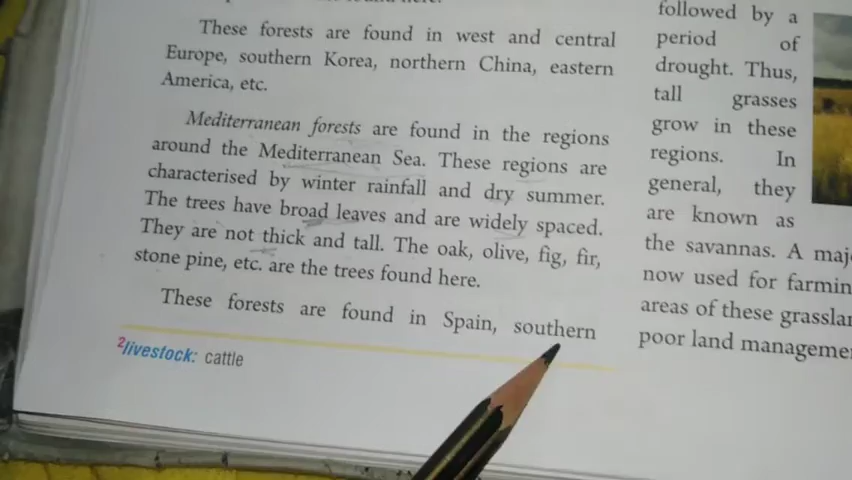 These forests are found in west and central
Europe, southern Korea, northern China, eastern
America, etc.
Mediterranean forests are found in the regions
around the Mediterranean Sea. These regions are
characterised by winter rainfall and dry summer.
The trees have broad leaves and are widely spaced.
They are not thick and tall. The oak, olive, fig, fir,
stone pine, etc. are the trees found here.
These forests are found in Spain, southern
2livestock: cattle
followed by a
period of
drought. Thus,
tall grasses
grow in these
regions. In
general, they
are known as
the savannas. A
now used for
areas of these
poor land